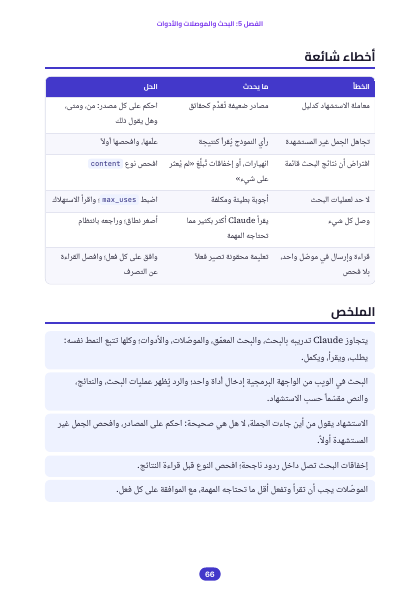 الفصل 5: البحث والموصلات والأدوات
أخطاء شائعة
الخطأ ما يحدث الحل
معاملة الاستشهاد كدليل مصادر ضعيفة تُقدَّم كحقائق احكم على كل مصدر: من، ومتى،
وهل يقول ذلك
تجاهل الجمل غير المستشهدة رأي النموذج يُقرأ كنتيجة علّمها، وافحصها أولاً
افتراض أن نتائج البحث قائمة انهيارات، أو إخفاقات تُبلَّغ «لم يُعثر افحص نوع content
على شيء»
لا حد لعمليات البحث أجوبة بطيئة ومكلفة اضبط max_uses؛ واقرأ الاستهلاك
وصل كل شيء يقرأ Claude أكثر بكثير مما أصغر نطاق؛ وراجعه بانتظام
تحتاجه المهمة
قراءة وإرسال في موصّل واحد، تعليمة محقونة تصير فعلاً وافق على كل فعل؛ وافصل القراءة
بلا فحص عن التصرف
الملخص
يتجاوز Claude تدريبه بالبحث، والبحث المعمّق، والموصّلات، والأدوات؛ وكلها تتبع النمط نفسه:
يطلب، ويقرأ، ويكمل.
البحث في الويب من الواجهة البرمجية إدخال أداة واحد؛ والرد يُظهر عمليات البحث، والنتائج،
والنص مقسّماً حسب الاستشهاد.
الاستشهاد يقول من أين جاءت الجملة، لا هل هي صحيحة: احكم على المصادر، وافحص الجمل غير
المستشهدة أولاً.
إخفاقات البحث تصل داخل ردود ناجحة؛ افحص النوع قبل قراءة النتائج.
الموصّلات يجب أن تقرأ وتفعل أقل ما تحتاجه المهمة، مع الموافقة على كل فعل.
66